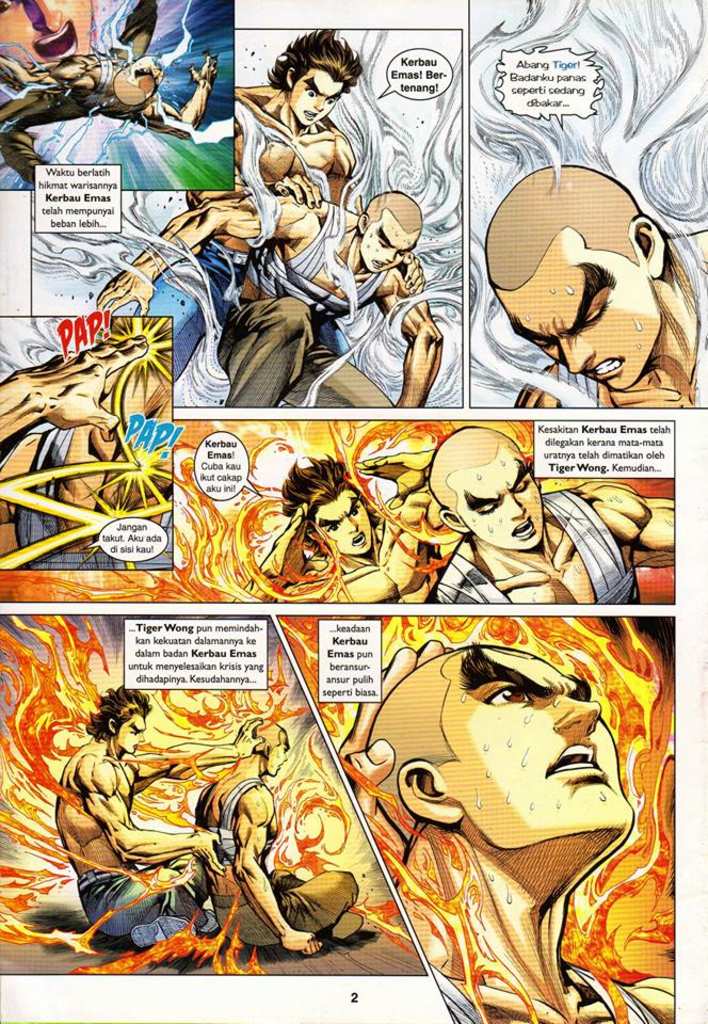 Waktu berlatih
hikmat warisannya
Kerbau Emas
telah mempunyai
beban lebih...
Kerbau
Emas! Ber-
tenang!
Abang Tiger!
Badanku panas
seperti sedang
dibakar...
PAP!
PAP!
Jangan
takut. Aku ada
di sisi kau!
Kerbau
Emas!
Cuba kau
ikut cakap
aku ini!
Kesakitan Kerbau Emas telah
dilegakan kerana mata-mata
uratnya telah dimatikan oleh
Tiger Wong. Kemudian...
...Tiger Wong pun memindah-
kan kekuatan dalamannya ke
dalam badan Kerbau Emas
untuk menyelesaikan krisis yang
dihadapinya. Kesudahannya...
...keadaan
Kerbau
Emas pun
beransur-
ansur pulih
seperti biasa.
2